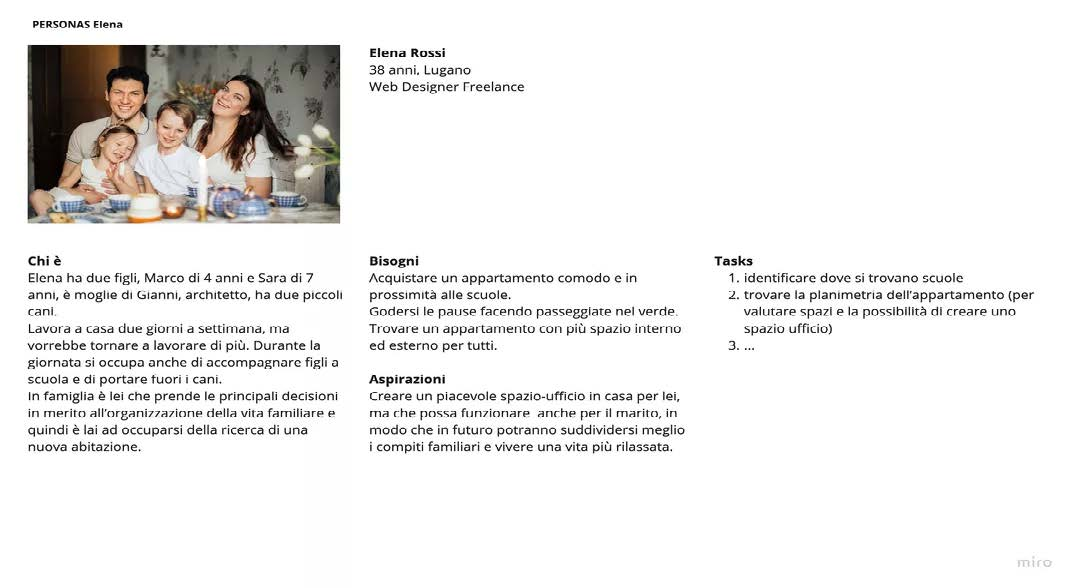 PERSONAS Elena
Elena Rossi
38 anni, Lugano
Web Designer Freelance
Chi è
Elena ha due figli, Marco di 4 anni e Sara di 7
anni, è moglie di Gianni, architetto, ha due piccoli
cani.
Lavora a casa due giorni a settimana, ma
vorrebbe tornare a lavorare di più. Durante la
giornata si occupa anche di accompagnare figli a
scuola e di portare fuori i cani.
In famiglia è lei che prende le principali decisioni
in merito all'organizzazione della vita familiare e
quindi è lai ad occuparsi della ricerca di una
nuova abitazione.
Bisogni
Acquistare un appartamento comodo e in
prossimità alle scuole.
Godersi le pause facendo passeggiate nel verde.
Trovare un appartamento con più spazio interno
ed esterno per tutti.
Aspirazioni
Creare un piacevole spazio-ufficio in casa per lei,
ma che possa funzionare anche per il marito, in
modo che in futuro potranno suddividersi meglio
i compiti familiari e vivere una vita più rilassata.
Tasks
1. identificare dove si trovano scuole
2. trovare la planimetria dell'appartamento (per
valutare spazi e la possibilità di creare uno
spazio ufficio)
3. ...
miro